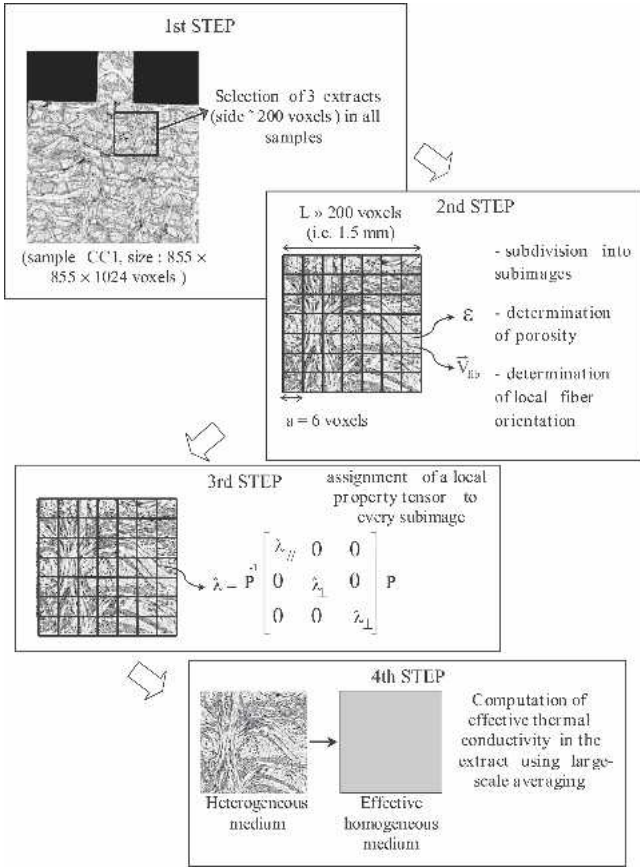 1st STEP
Selection of 3 extracts
(side ~ 200 voxels) in all
samples
(sample CC1, size : 855 ×
855 × 1024 voxels )
2nd STEP
L » 200 voxels
(i.e. 1.5 mm)
- subdivision into
subimages
ε - determination
of porosity
V fib - determination
of local fiber
orientation
a = 6 voxels
3rd STEP
assignment of a local
property tensor to
every subimage
λ = P -1
λ // 0 0
0 λ ⊥ 0
0 0 λ ⊥
P
4th STEP
Heterogeneous
medium
Effective
homogeneous
medium
Computation of
effective thermal
conductivity in the
extract using large-
scale averaging